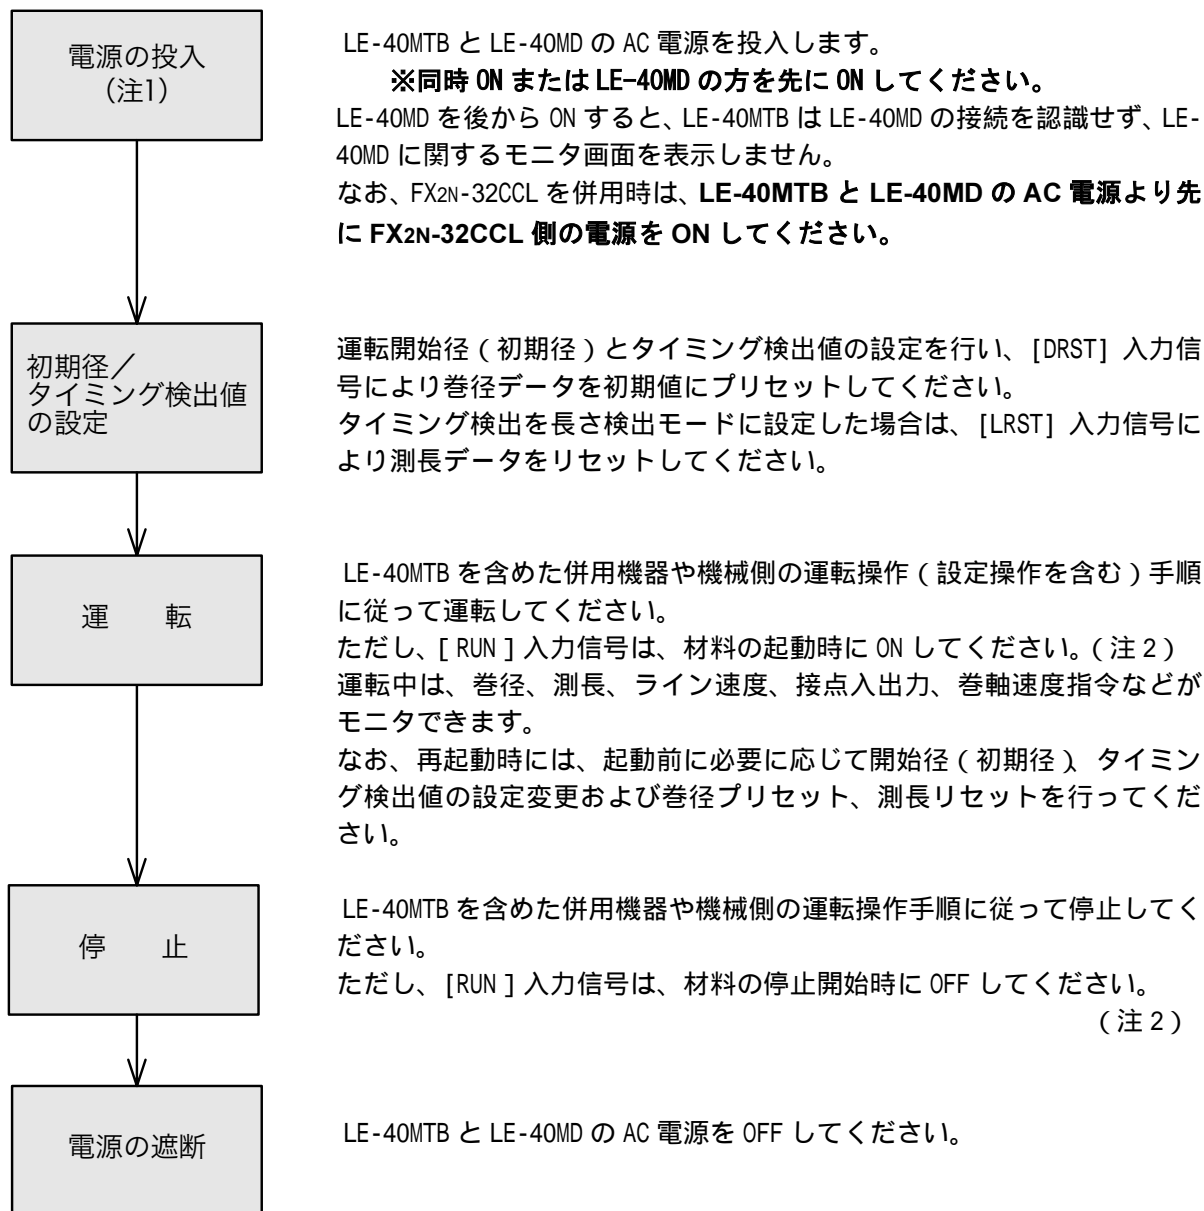 電源の投入
（注1）
LE-40MTB と LE-40MD の AC 電源を投入します。
※同時 ON または LE-40MD の方を先に ON してください。
LE-40MD を後から ON すると、LE-40MTB は LE-40MD の接続を認識せず、LE-
40MD に関するモニタ画面を表示しません。
なお、FX2N-32CCL を併用時は、LE-40MTB と LE-40MD の AC 電源より先
に FX2N-32CCL 側の電源を ON してください。
初期径／
タイミング検出値
の設定
運転開始径（初期径）とタイミング検出値の設定を行い、[DRST] 入力信
号により巻径データを初期値にプリセットしてください。
タイミング検出を長さ検出モードに設定した場合は、[LRST] 入力信号に
より測長データをリセットしてください。
運　転
LE-40MTB を含めた併用機器や機械側の運転操作（設定操作を含む）手順
に従って運転してください。
ただし、[ RUN ] 入力信号は、材料の起動時に ON してください。（注 2）
運転中は、巻径、測長、ライン速度、接点入出力、巻軸速度指令などが
モニタできます。
なお、再起動時には、起動前に必要に応じて開始径（初期径）、タイミン
グ検出値の設定変更および巻径プリセット、測長リセットを行ってくだ
さい。
停　止
LE-40MTB を含めた併用機器や機械側の運転操作手順に従って停止してく
ださい。
ただし、[RUN ] 入力信号は、材料の停止開始時に OFF してください。
（注 2）
電源の遮断
LE-40MTB と LE-40MD の AC 電源を OFF してください。